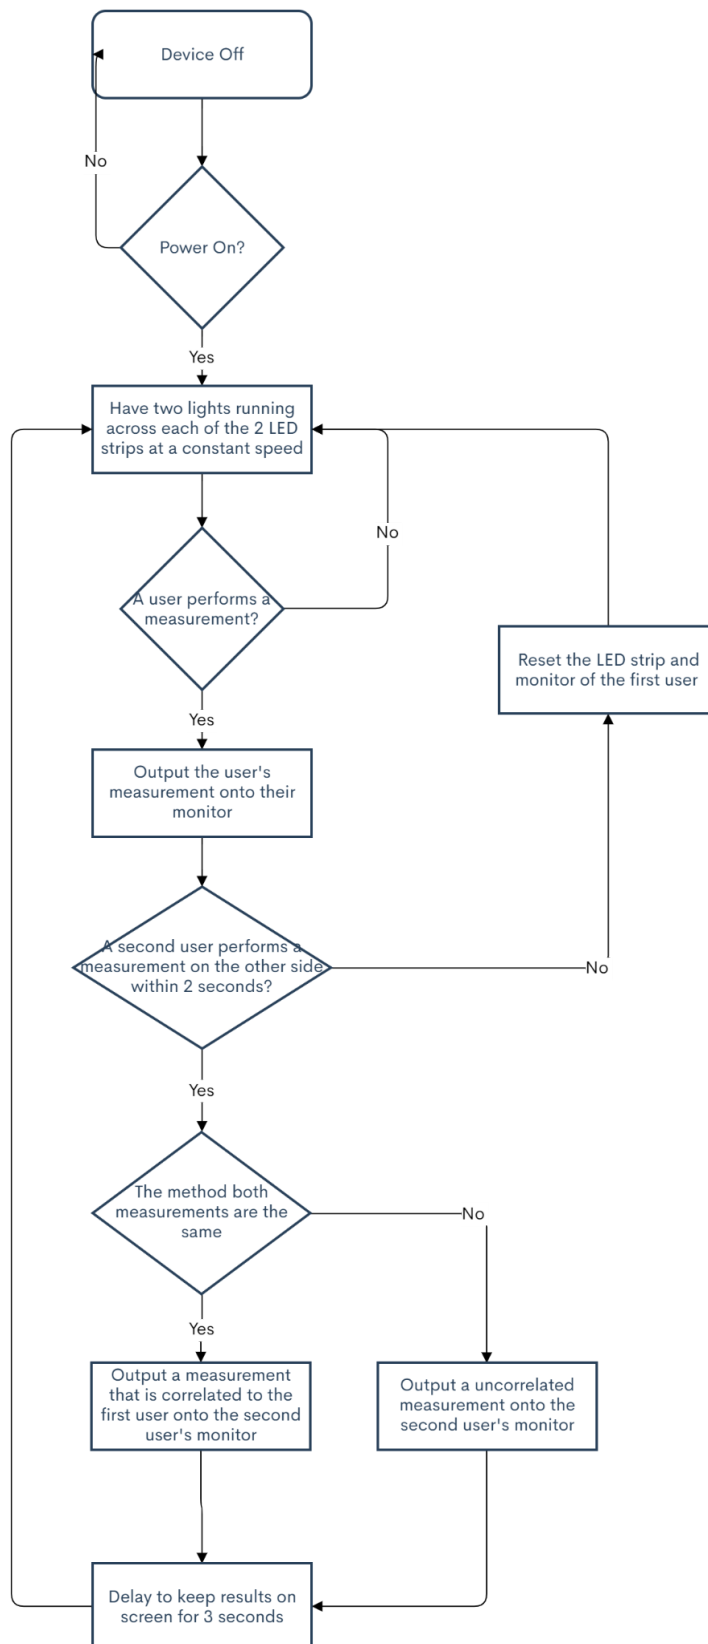 Device Off
No
Power On?
Yes
Have two lights running
across each of the 2 LED
strips at a constant speed
No
A user performs a
measurement?
Reset the LED strip and
monitor of the first user
Yes
Output the user's
measurement onto their
monitor
A second user performs a
measurement on the other side
within 2 seconds?
No
Yes
The method both
measurements are the
same
No
Yes
Output a measurement
that is correlated to the
first user onto the second
user's monitor
Output a uncorrelated
measurement onto the
second user's monitor
Delay to keep results on
screen for 3 seconds